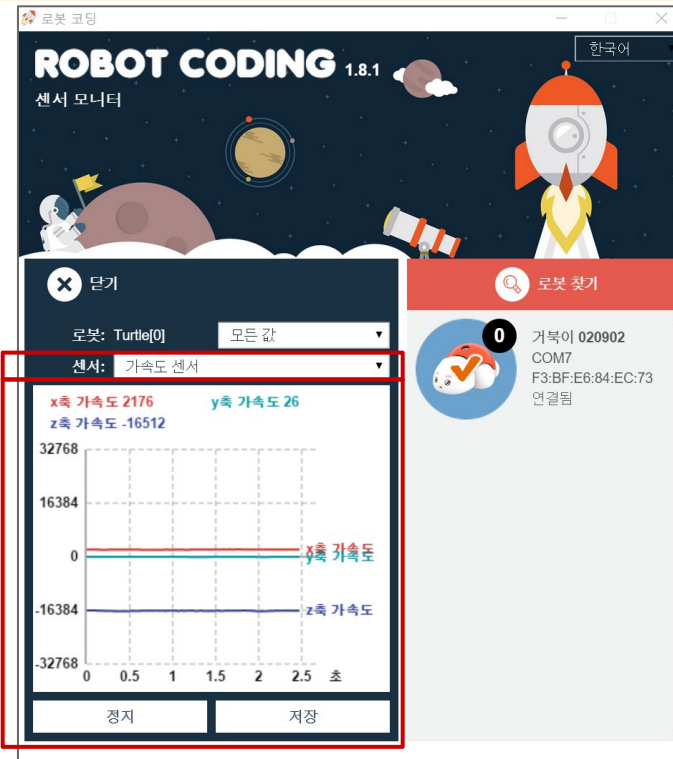 로봇 코딩
한국어
ROBOT CODING 1.8.1
센서 모니터
닫기
로봇: Turtle[0] 모든 값
센서: 가속도 센서
x축 가속도 2176 y축 가속도 26
z축 가속도 -16512
32768
16384
0
-16384
-32768
x축 가속도
y축 가속도
z축 가속도
0 0.5 1 1.5 2 2.5 초
정지 저장
로봇 찾기
0
거북이 020902
COM7
F3:BF:E6:84:EC:73
연결됨